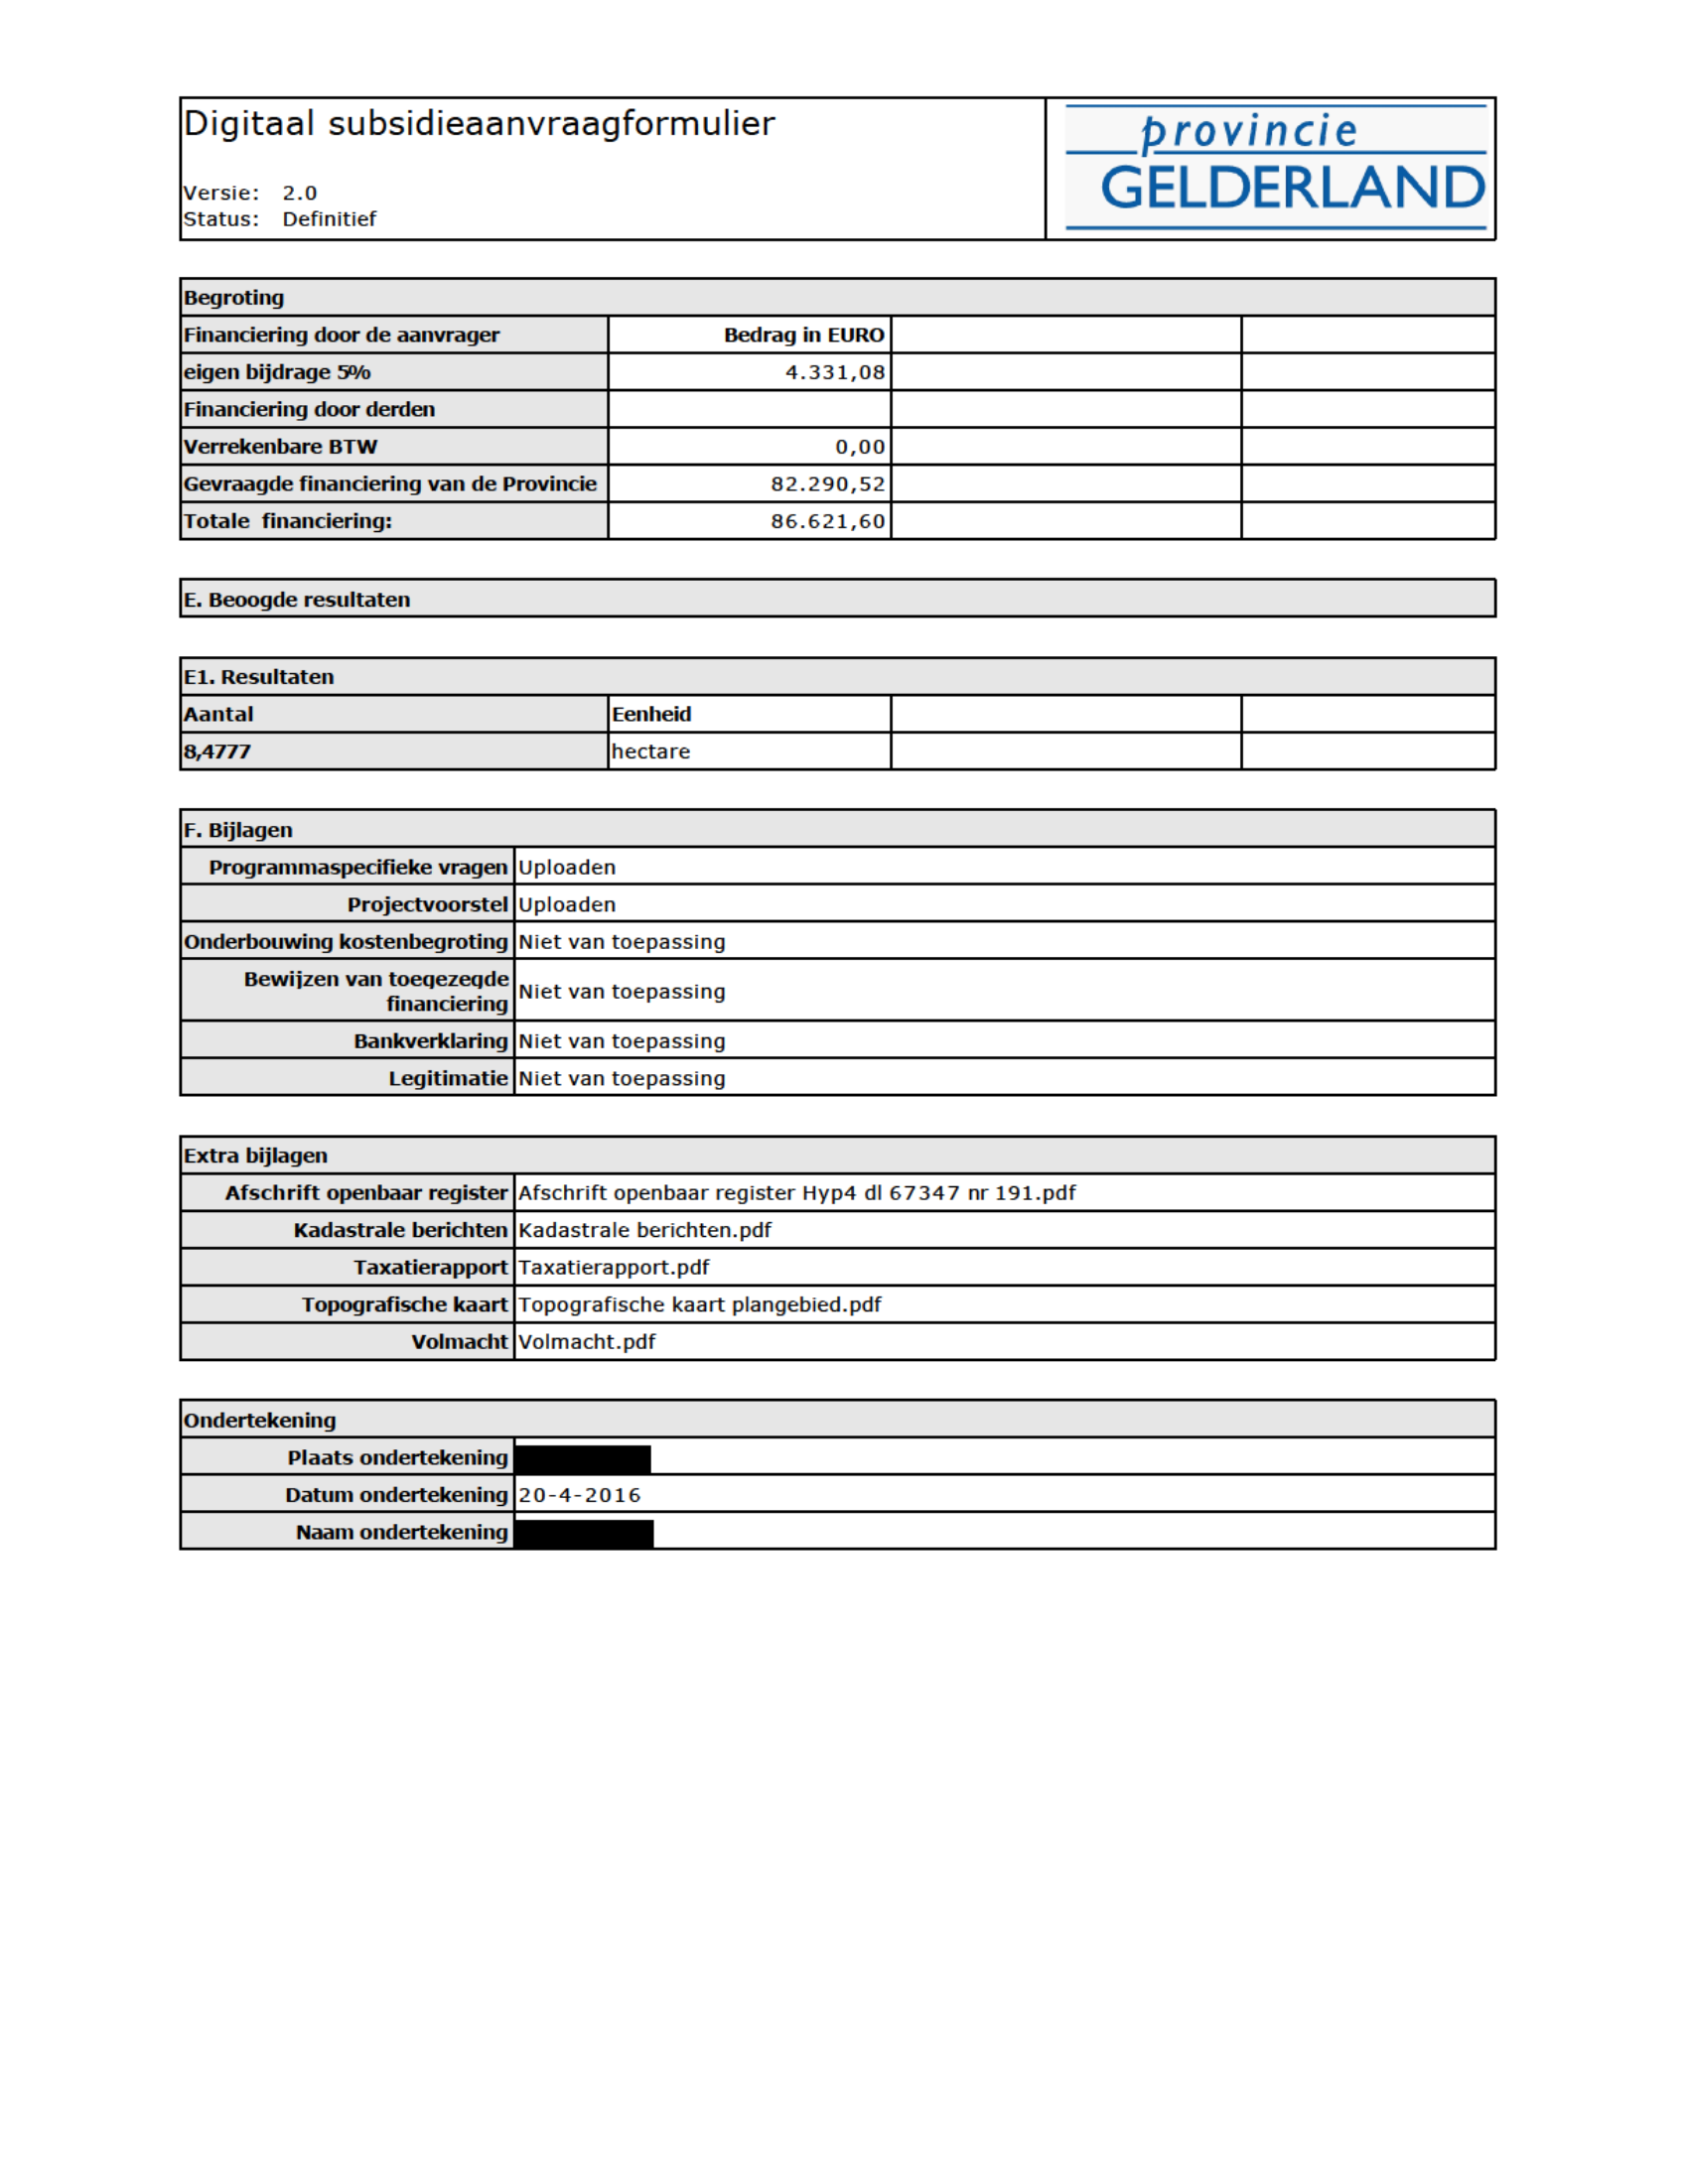 Digitaal subsidieaanvraagformulier
Versie: 2.0
Status: Definitief
provincie
GELDERLAND
Begroting
Financiering door de aanvrager Bedrag in EURO
eigen bijdrage 5% 4.331,08
Financiering door derden
Verrekenbare BTW 0,00
Gevraagde financiering van de Provincie 82.290,52
Totale financiering: 86.621,60
E. Beoogde resultaten
E1. Resultaten
Aantal Eenheid
8,4777 hectare
F. Bijlagen
Programmaspecifieke vragen Uploaden
Projectvoorstel Uploaden
Onderbouwing kostenbegroting Niet van toepassing
Bewijzen van toegezegde
financiering Niet van toepassing
Bankverklaring Niet van toepassing
Legitimatie Niet van toepassing
Extra bijlagen
Afschrift openbaar register Afschrift openbaar register Hyp4 dl 67347 nr 191.pdf
Kadastrale berichten Kadastrale berichten.pdf
Taxatierapport Taxatierapport.pdf
Topografische kaart Topografische kaart plangebied.pdf
Volmacht Volmacht.pdf
Ondertekening
Plaats ondertekening
Datum ondertekening 20-4-2016
Naam ondertekening